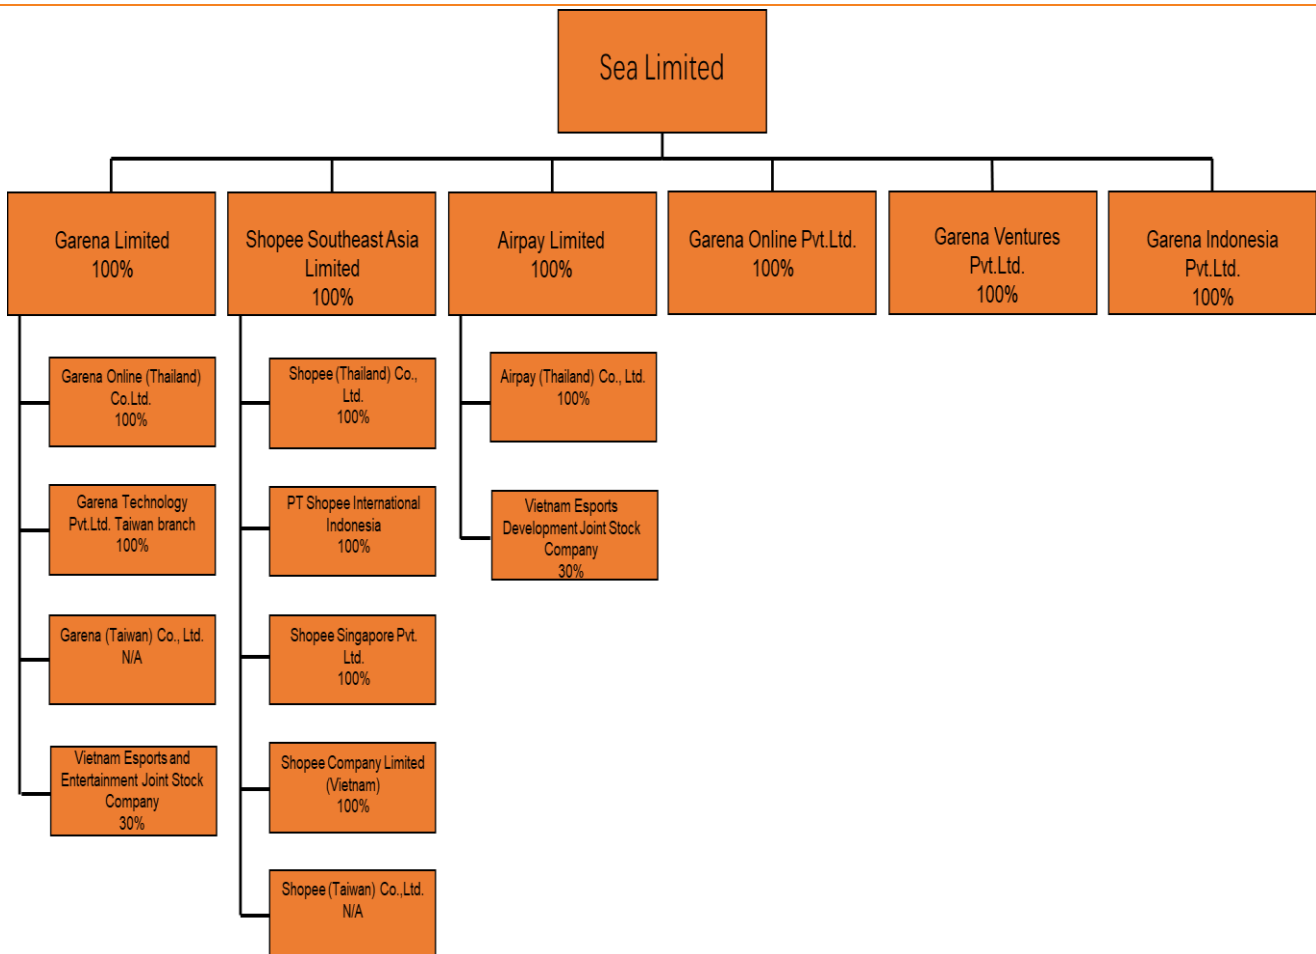 Sea Limited
Garena Limited
100%
Shopee Southeast Asia
Limited
100%
Airpay Limited
100%
Garena Online Pvt.Ltd.
100%
Garena Ventures
Pvt.Ltd.
100%
Garena Indonesia
Pvt.Ltd.
100%
Garena Online (Thailand)
Co.Ltd.
100%
Garena Technology
Pvt.Ltd. Taiwan branch
100%
Garena (Taiwan) Co., Ltd.
N/A
Vietnam Esports and
Entertainment Joint Stock
Company
30%
Shopee (Thailand) Co.,
Ltd.
100%
PT Shopee International
Indonesia
100%
Shopee Singapore Pvt.
Ltd.
100%
Shopee Company Limited
(Vietnam)
100%
Shopee (Taiwan) Co.,Ltd.
N/A
Airpay (Thailand) Co., Ltd.
100%
Vietnam Esports
Development Joint Stock
Company
30%